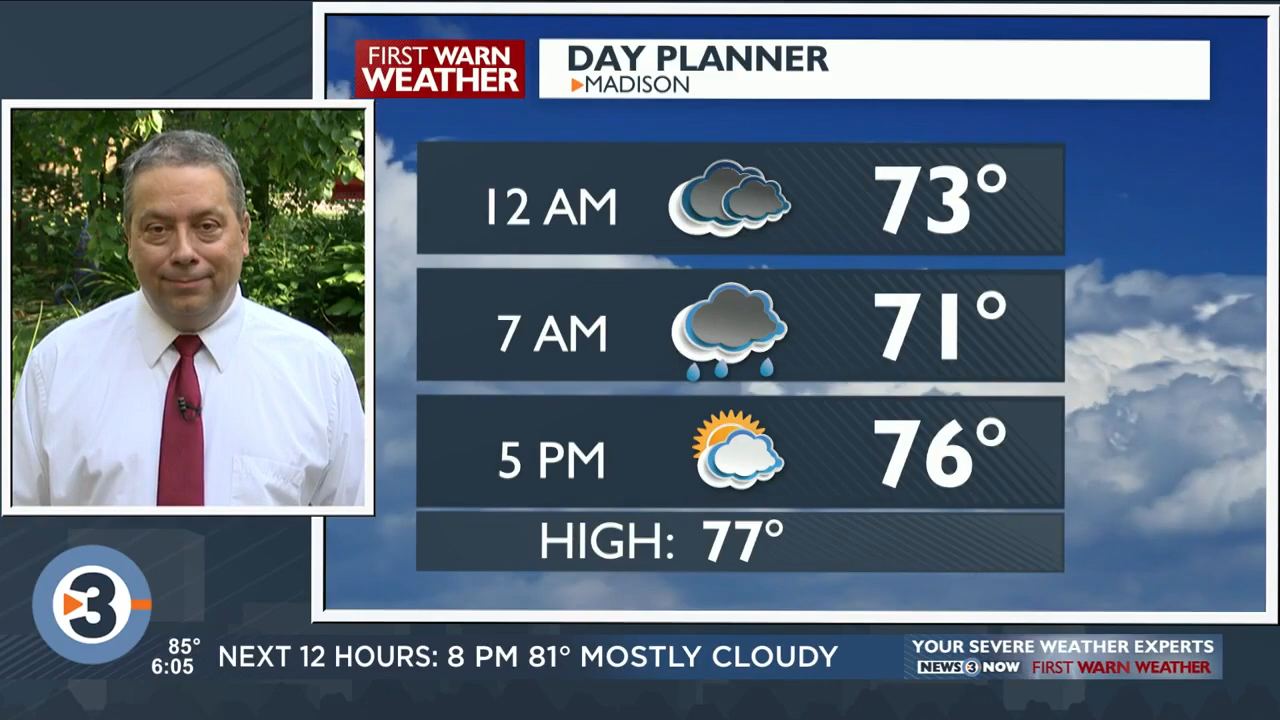 FIRST WARN
WEATHER
DAY PLANNER
MADISON
12 AM 73°
7 AM 71°
5 PM 76°
HIGH: 77°
3
85°
6:05
NEXT 12 HOURS: 8 PM 81° MOSTLY CLOUDY
YOUR SEVERE WEATHER EXPERTS
NEWS 3 NOW FIRST WARN WEATHER